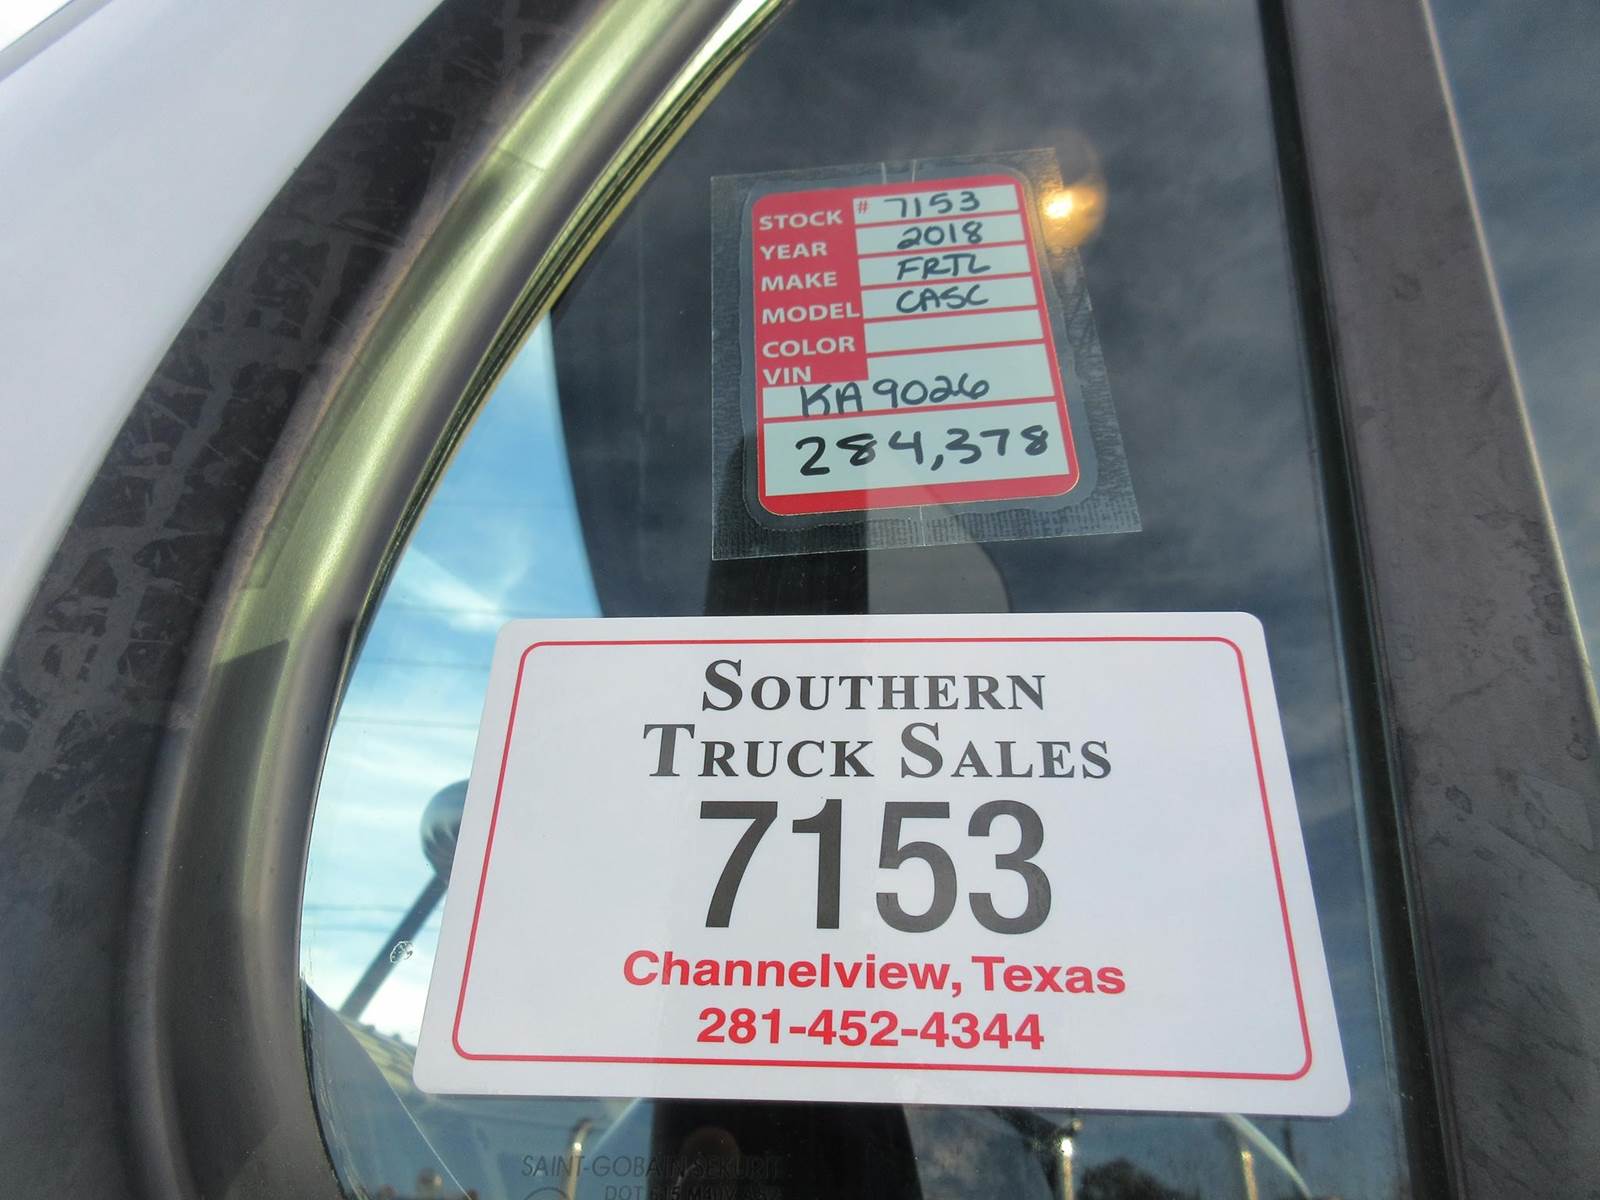 STOCK # 7153
YEAR 2018
MAKE FRTL
MODEL CASC
COLOR
VIN
KA9026
284,378
SOUTHERN
TRUCK SALES
7153
Channelview, Texas
281-452-4344
SAINT-GOBAIN SEKURIT
DOT